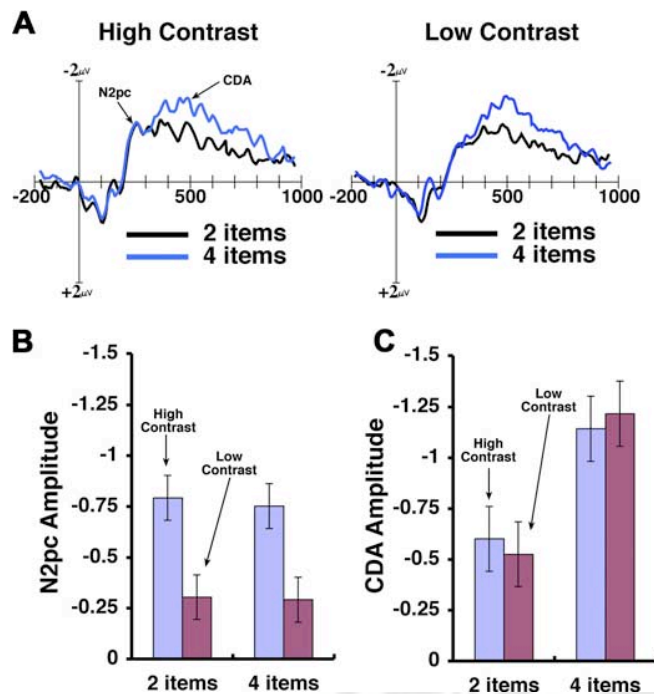 A
High Contrast
Low Contrast
-2μV
N2pc
CDA
-200
500
1000
+2μV
2 items
4 items
-2μV
-200
500
1000
+2μV
2 items
4 items
B
N2pc Amplitude
-1.5
-1.25
-1
-0.75
-0.5
-0.25
0
High
Contrast
Low
Contrast
2 items
4 items
C
CDA Amplitude
-1.5
-1.25
-1
-0.75
-0.5
-0.25
0
High
Contrast
Low
Contrast
2 items
4 items